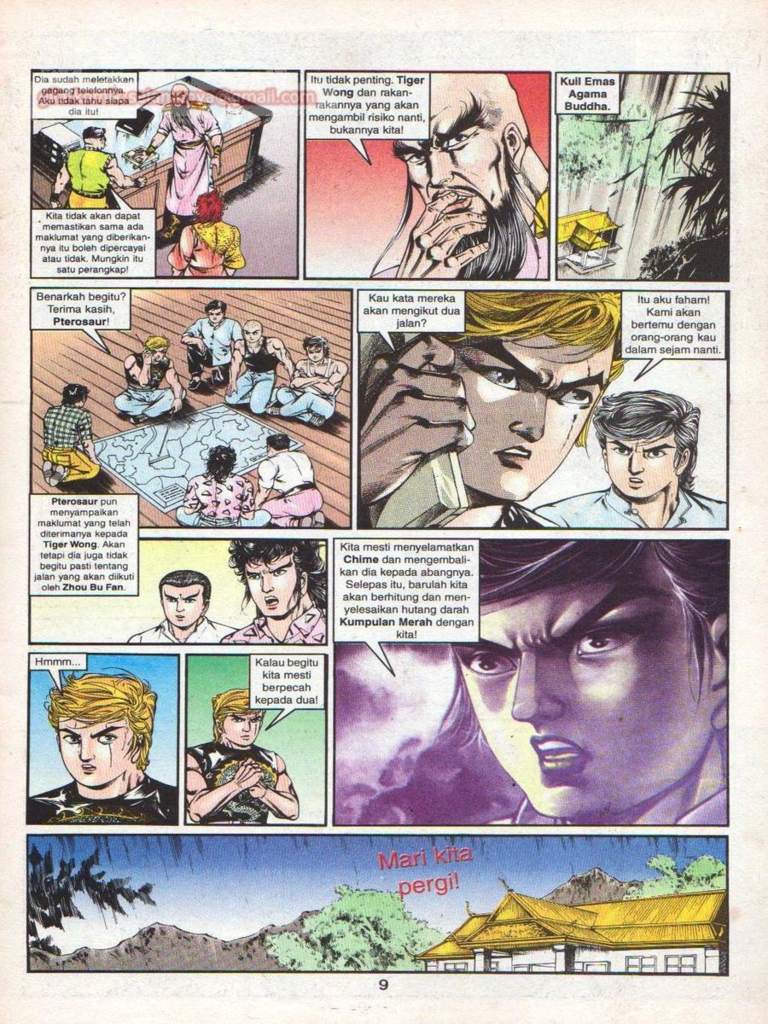 Dia sudah meletakkan
gagang telefonnya.
Aku tidak tahu siapa
dia itu!
Kita tidak akan dapat
memastikan sama ada
maklumat yang diberikan-
nya itu boleh dipercayai
atau tidak. Mungkin itu
satu perangkap!
Itu tidak penting. Tiger
Wong dan rakan-
rakannya yang akan
mengambil risiko nanti,
bukannya kita!
Kuil Emas
Agama
Buddha.
Benarkah begitu?
Terima kasih,
Pterosaur!
Kau kata mereka
akan mengikut dua
jalan?
Itu aku faham!
Kami akan
bertemu dengan
orang-orang kau
dalam sejam nanti.
Pterosaur pun
menyampaikan
maklumat yang telah
diterimanya kepada
Tiger Wong. Akan
tetapi dia juga tidak
begitu pasti tentang
jalan yang akan diikuti
oleh Zhou Bu Fan.
Kita mesti menyelamatkan
Chime dan mengembali-
kan dia kepada abangnya.
Selepas itu, barulah kita
akan berhitung dan men-
yelesaikan hutang darah
Kumpulan Merah dengan
kita!
Hmmm...
Kalau begitu
kita mesti
berpecah
kepada dua!
Mari kita
pergi!
9